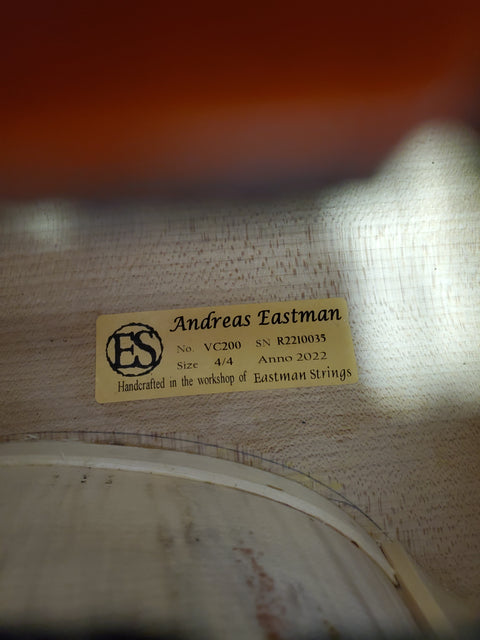 Andreas Eastman
ES
No. VC200 SN R2210035
Size 4/4 Anno 2022
Handcrafted in the workshop of Eastman Strings